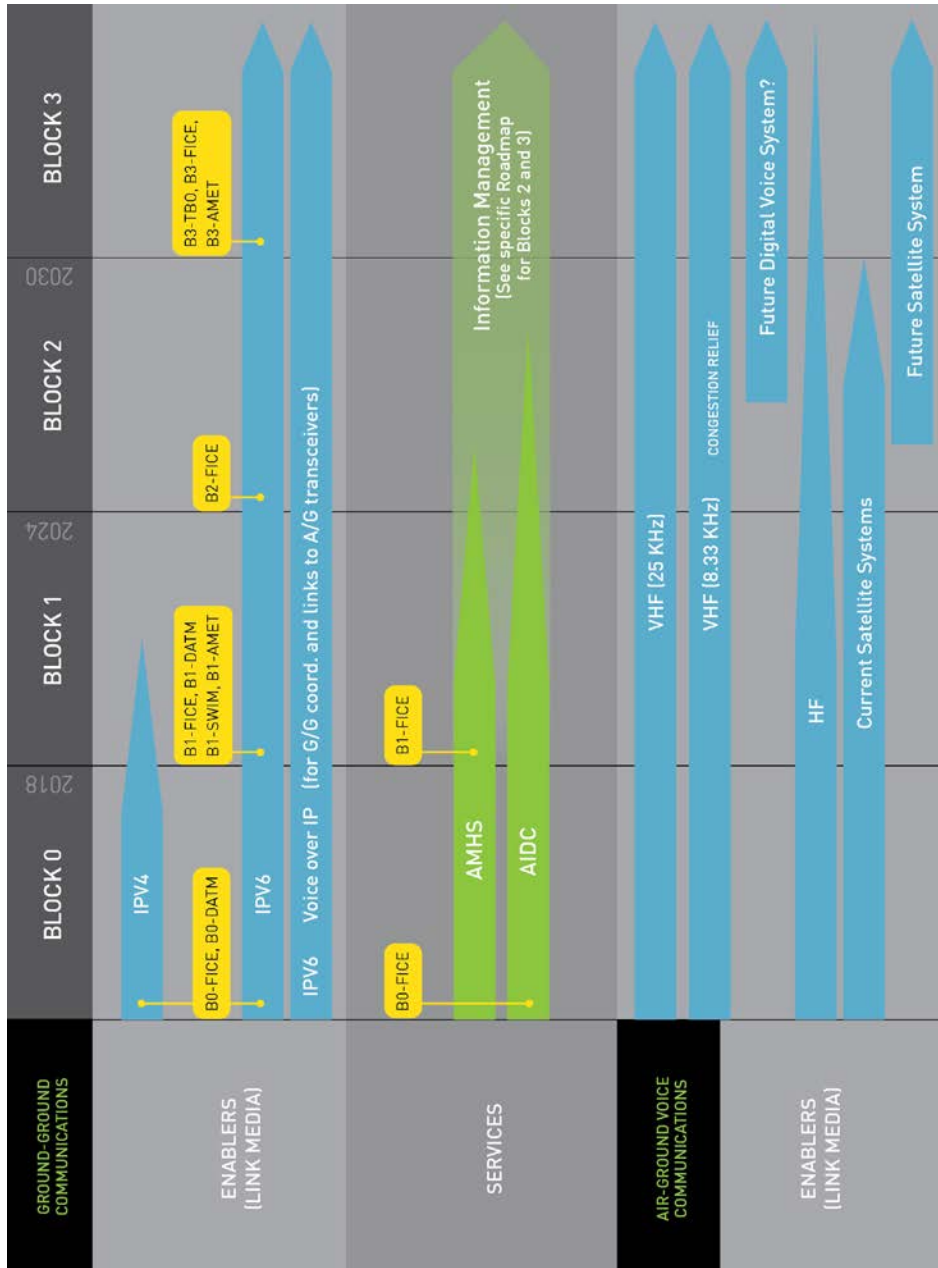 GROUND-GROUND
COMMUNICATIONS
BLOCK 0
2018
BLOCK 1
2024
BLOCK 2
2030
BLOCK 3
ENABLERS
(LINK MEDIA)
IPV4
B0-FICE, B0-DATM
B1-FICE, B1-DATM
B1-SWIM, B1-AMET
B2-FICE
B3-TBO, B3-FICE,
B3-AMET
IPV6
IPV6 Voice over IP (for G/G coord. and links to A/G transceivers)
SERVICES
B0-FICE
B1-FICE
AMHS
AIDC
Information Management
(See specific Roadmap
for Blocks 2 and 3)
AIR-GROUND VOICE
COMMUNICATIONS
ENABLERS
(LINK MEDIA)
VHF (25 KHz)
VHF (8.33 KHz)
CONGESTION RELIEF
Future Digital Voice System?
HF
Current Satellite Systems
Future Satellite System